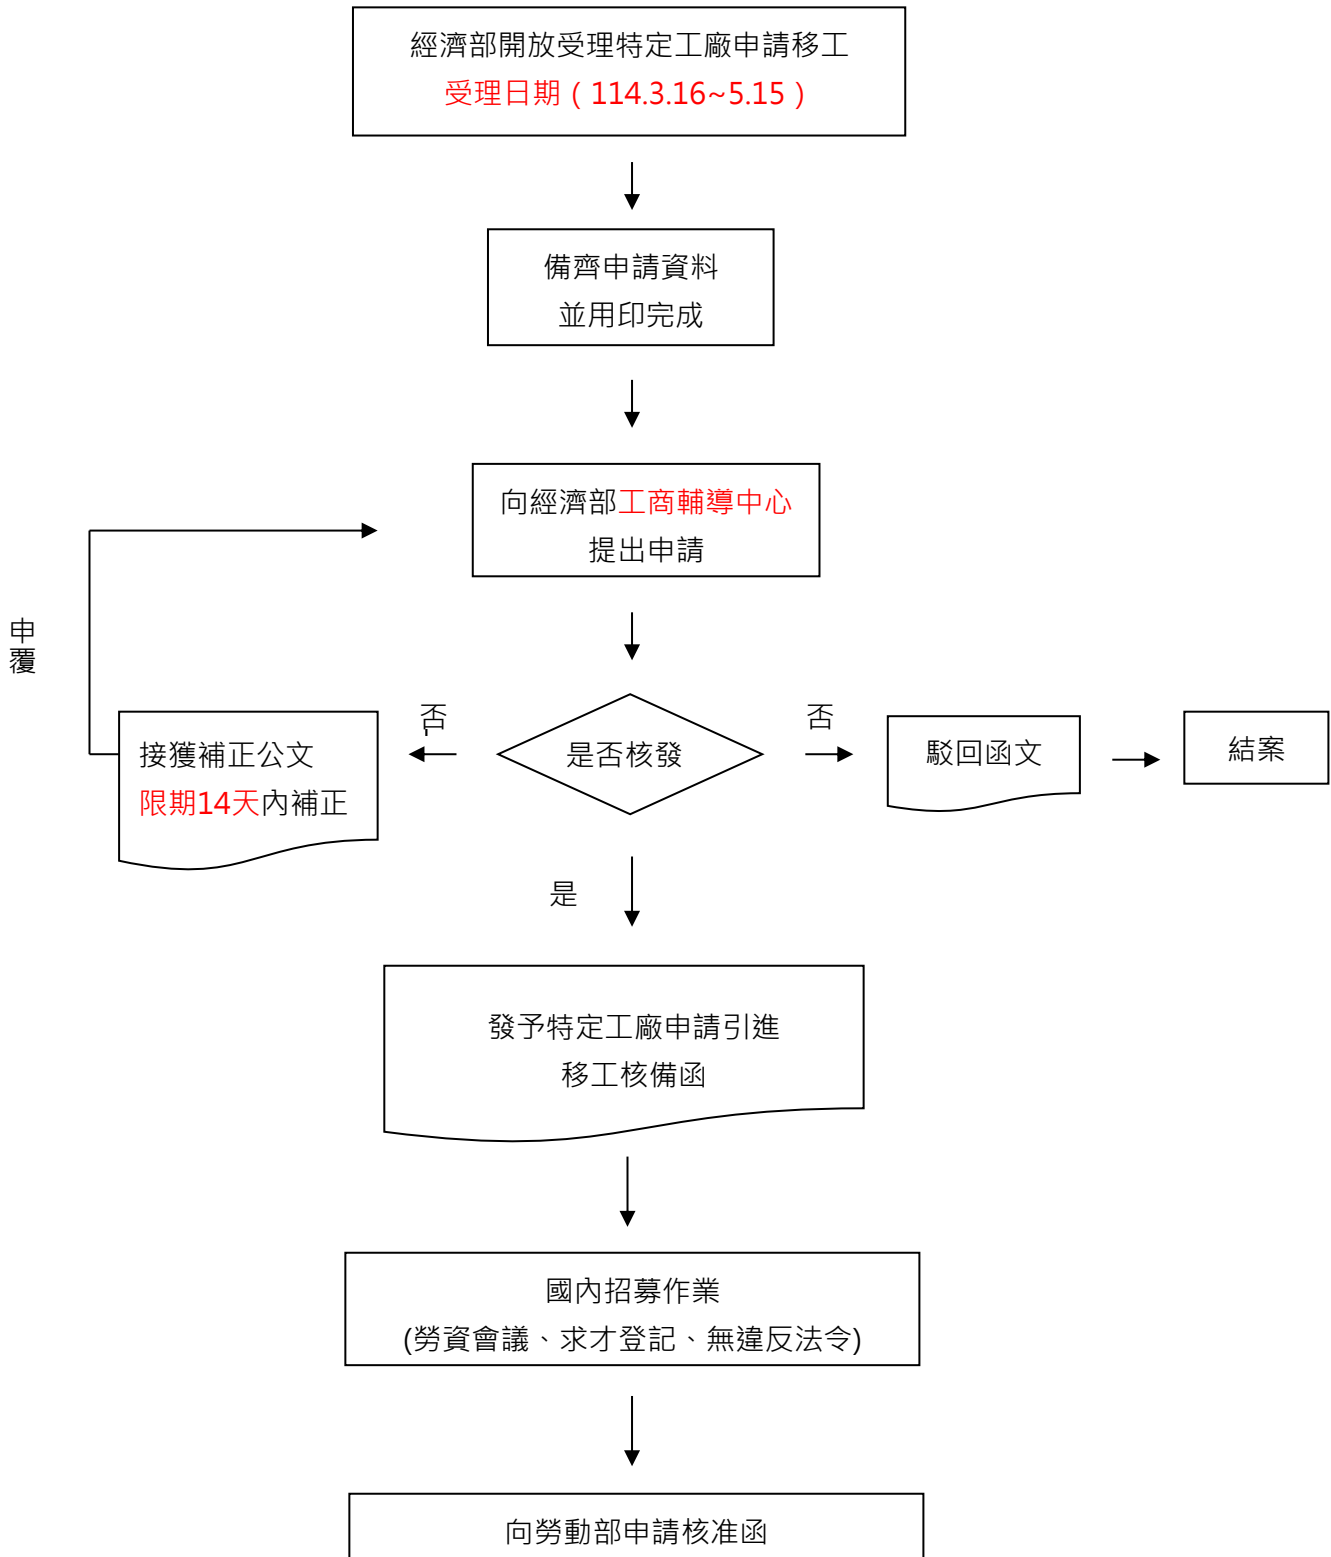 經濟部開放受理特定工廠申請移工
受理日期（114.3.16~5.15）
備齊申請資料
並用印完成
向經濟部工商輔導中心
提出申請
申覆
否
是否核發
否
接獲補正公文
限期14天內補正
駁回函文
結案
是
發予特定工廠申請引進
移工核備函
國內招募作業
(勞資會議、求才登記、無違反法令)
向勞動部申請核准函